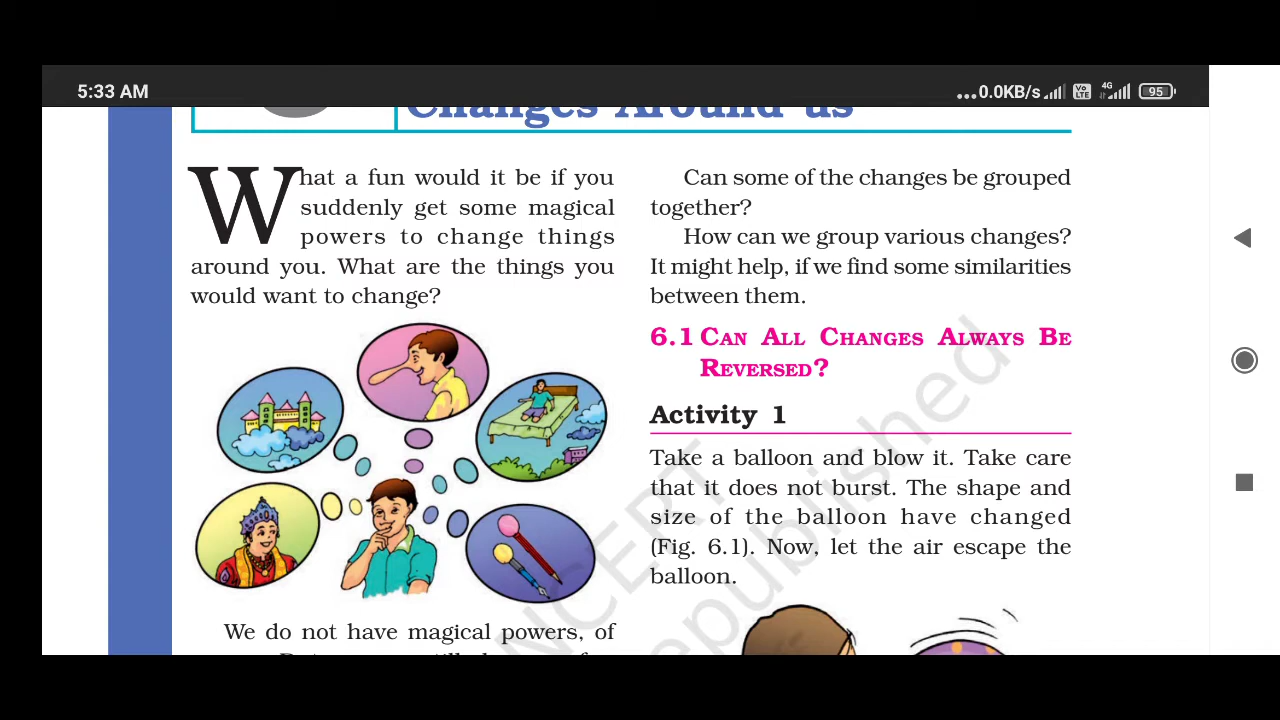 5:33 AM
...0.0KB/s
Vo
LTE
4G
95
Changes Around us
What a fun would it be if you
suddenly get some magical
powers to change things
around you. What are the things you
would want to change?
We do not have magical powers, of
Can some of the changes be grouped
together?
How can we group various changes?
It might help, if we find some similarities
between them.
6.1 CAN ALL CHANGES ALWAYS BE
REVERSED?
Activity 1
Take a balloon and blow it. Take care
that it does not burst. The shape and
size of the balloon have changed
(Fig. 6.1). Now, let the air escape the
balloon.
NCERT
republished